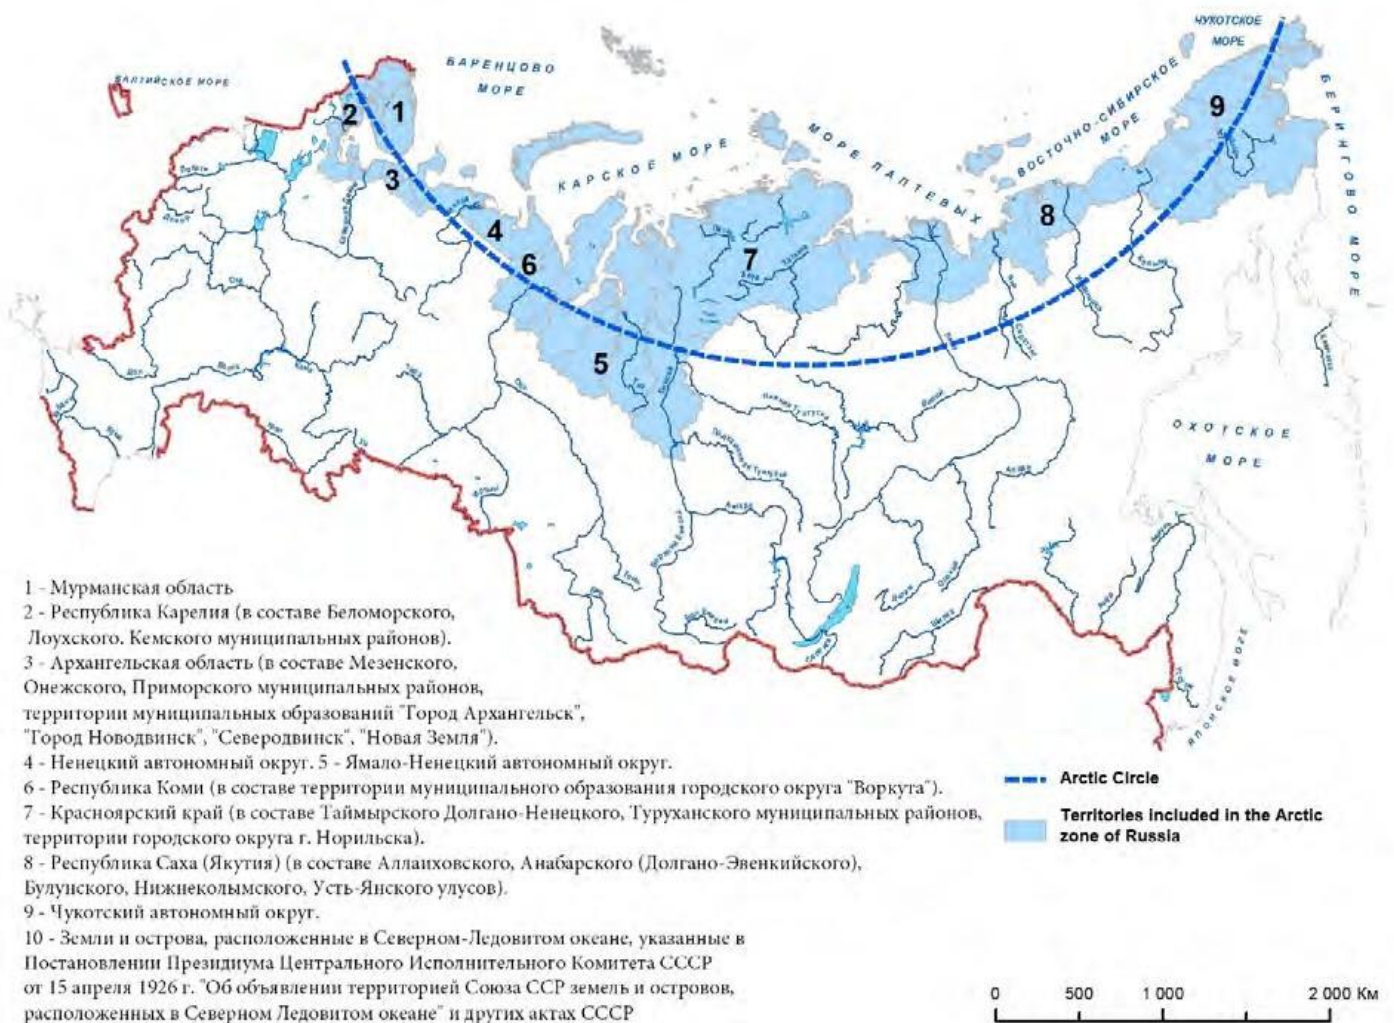 ЧУКОТСКОЕ
МОРЕ
БАРЕНЦОВО
МОРЕ
БАЛТИЙСКОЕ МОРЕ
БЕРИНГОВО МОРЕ
ВОСТОЧНО-СИБИРСКОЕ
МОРЕ
КАРСКОЕ МОРЕ
МОРЕ ЛАПТЕВЫХ
1
2
3
4
5
6
7
8
9
ОХОТСКОЕ
МОРЕ
ЯПОНСКОЕ МОРЕ
1 - Мурманская область
2 - Республика Карелия (в составе Беломорского,
Лоухского. Кемского муниципальных районов).
3 - Архангельская область (в составе Мезенского,
Онежского, Приморского муниципальных районов,
территории муниципальных образований "Город Архангельск",
"Город Новодвинск", "Северодвинск", "Новая Земля").
4 - Ненецкий автономный округ. 5 - Ямало-Ненецкий автономный округ.
6 - Республика Коми (в составе территории муниципального образования городского округа "Воркута").
7 - Красноярский край (в составе Таймырского Долгано-Ненецкого, Туруханского муниципальных районов,
территории городского округа г. Норильска).
8 - Республика Саха (Якутия) (в составе Аллаиховского, Анабарского (Долгано-Эвенкийского),
Булунского, Нижнеколымского, Усть-Янского улусов).
9 - Чукотский автономный округ.
10 - Земли и острова, расположенные в Северном-Ледовитом океане, указанные в
Постановлении Президиума Центрального Исполнительного Комитета СССР
от 15 апреля 1926 г. "Об объявлении территорией Союза ССР земель и островов,
расположенных в Северном Ледовитом океане" и других актах СССР
Arctic Circle
Territories included in the Arctic
zone of Russia
0 500 1 000 2 000 Км